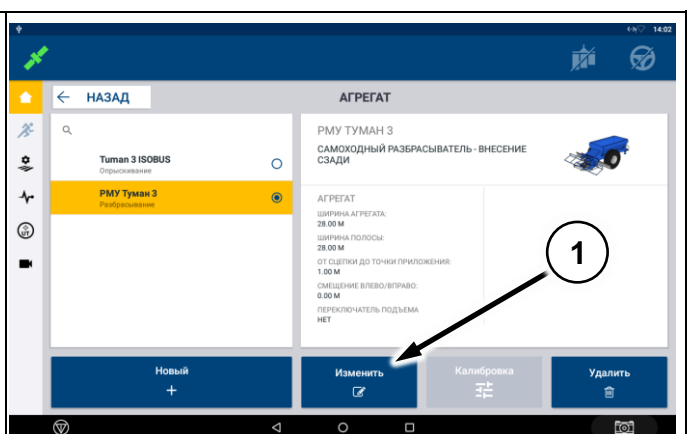 14:02
НАЗАД
АГРЕГАТ
Tuman 3 ISOBUS
Опрыскивание
РМУ Туман 3
Разбрасывание
РМУ ТУМАН 3
САМОХОДНЫЙ РАЗБРАСЫВАТЕЛЬ - ВНЕСЕНИЕ
СЗАДИ
АГРЕГАТ
ШИРИНА АГРЕГАТА:
28.00 М
ШИРИНА ПОЛОСЫ:
28.00 М
ОТ СЦЕПКИ ДО ТОЧКИ ПРИЛОЖЕНИЯ:
1.00 М
СМЕЩЕНИЕ ВЛЕВО/ВПРАВО:
0.00 М
ПЕРЕКЛЮЧАТЕЛЬ ПОДЪЕМА
НЕТ
1
UT
Новый
+
Изменить
Калибровка
Удалить